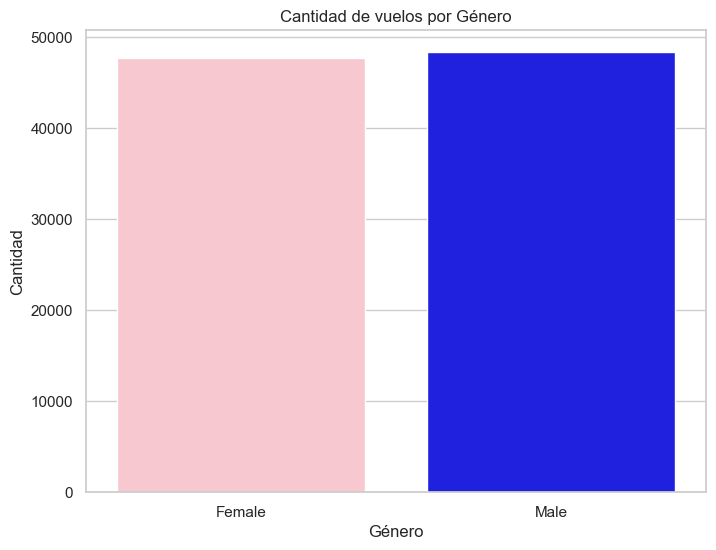 Cantidad de vuelos por Género
50000
40000
30000
20000
10000
0
Cantidad
Female
Male
Género